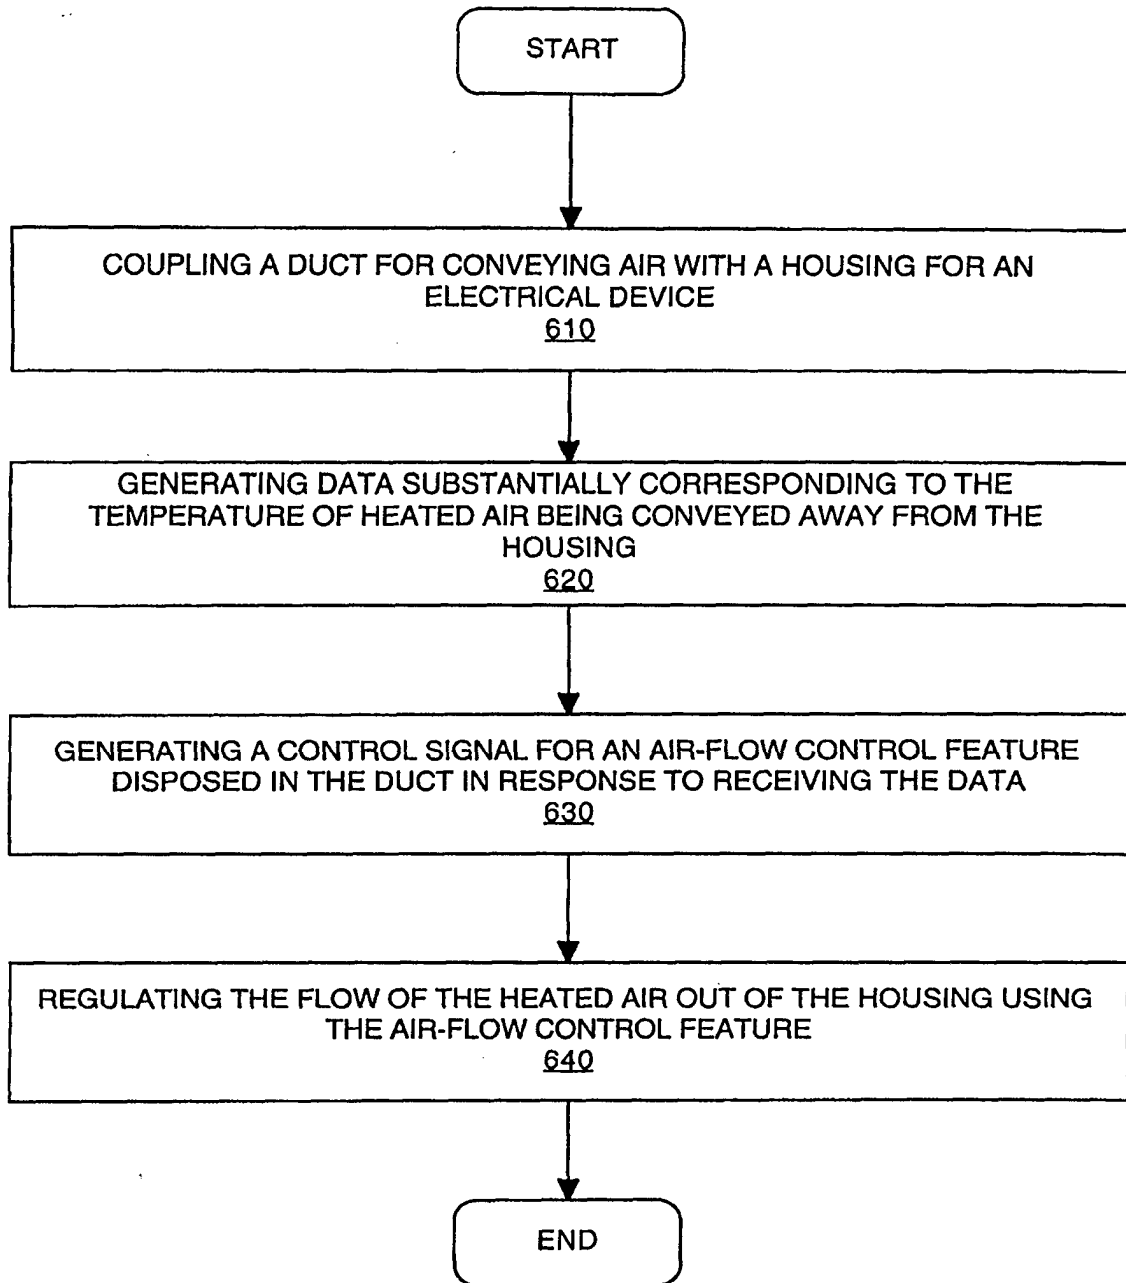 START
COUPLING A DUCT FOR CONVEYING AIR WITH A HOUSING FOR AN
ELECTRICAL DEVICE
610
GENERATING DATA SUBSTANTIALLY CORRESPONDING TO THE
TEMPERATURE OF HEATED AIR BEING CONVEYED AWAY FROM THE
HOUSING
620
GENERATING A CONTROL SIGNAL FOR AN AIR-FLOW CONTROL FEATURE
DISPOSED IN THE DUCT IN RESPONSE TO RECEIVING THE DATA
630
REGULATING THE FLOW OF THE HEATED AIR OUT OF THE HOUSING USING
THE AIR-FLOW CONTROL FEATURE
640
END